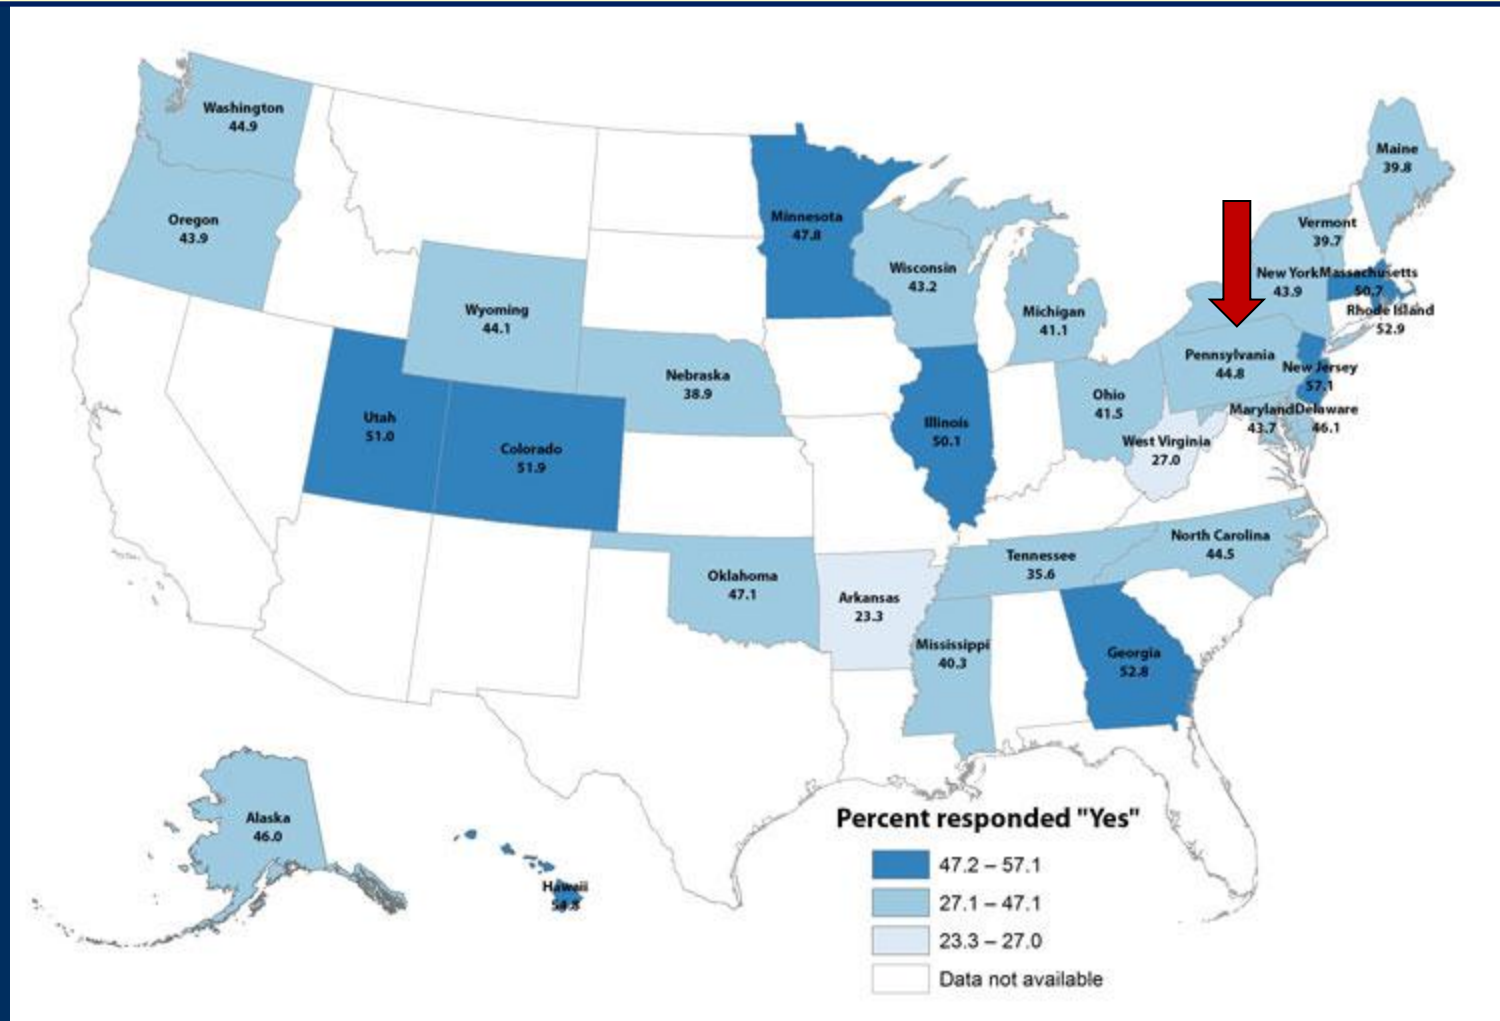 Washington
44.9
Oregon
43.9
Wyoming
44.1
Utah
51.0
Colorado
51.9
Nebraska
38.9
Minnesota
47.8
Wisconsin
43.2
Michigan
41.1
Illinois
50.1
Ohio
41.5
West Virginia
27.0
Pennsylvania
44.8
New York
43.9
Vermont
39.7
Maine
39.8
Massachusetts
50.7
Rhode Island
52.9
New Jersey
57.1
Maryland
43.7
Delaware
46.1
Oklahoma
47.1
Arkansas
23.3
Tennessee
35.6
North Carolina
44.5
Mississippi
40.3
Georgia
52.8
Alaska
46.0
Hawaii
Percent responded "Yes"
47.2 – 57.1
27.1 – 47.1
23.3 – 27.0
Data not available